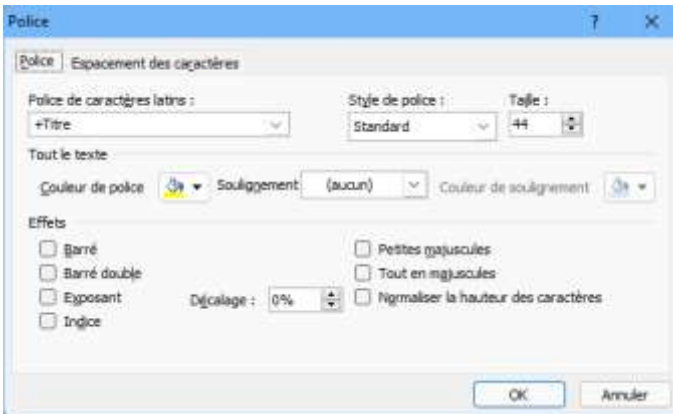 Police ? ×
Police Espacement des caractères
Police de caractères latins : Style de police : Taille :
+Titre Standard 44
Tout le texte
Couleur de police Soulignement (aucun) Couleur de soulignement
Effets
Barré Petites majuscules
Barré double Tout en majuscules
Exposant Décalage : 0% Normaliser la hauteur des caractères
Indice
OK Annuler